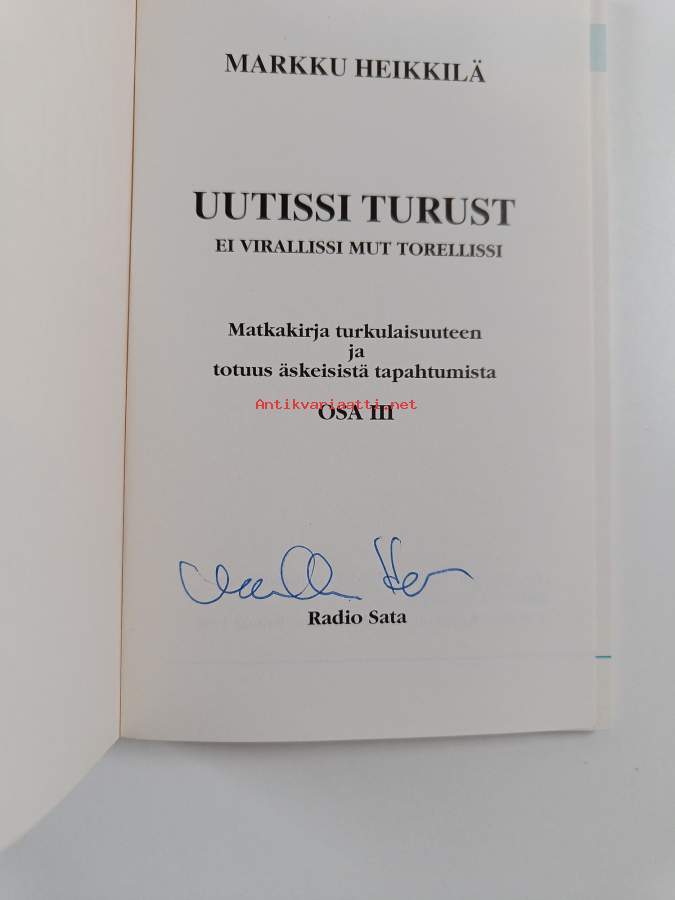 MARKKU HEIKKILÄ
UUTISSI TURUST
EI VIRALLISSI MUT TORELLISSI
Matkakirja turkulaisuuteen
ja
totuus äskeisistä tapahtumista
Antikvariaatti.net
OSA III
Radio Sata